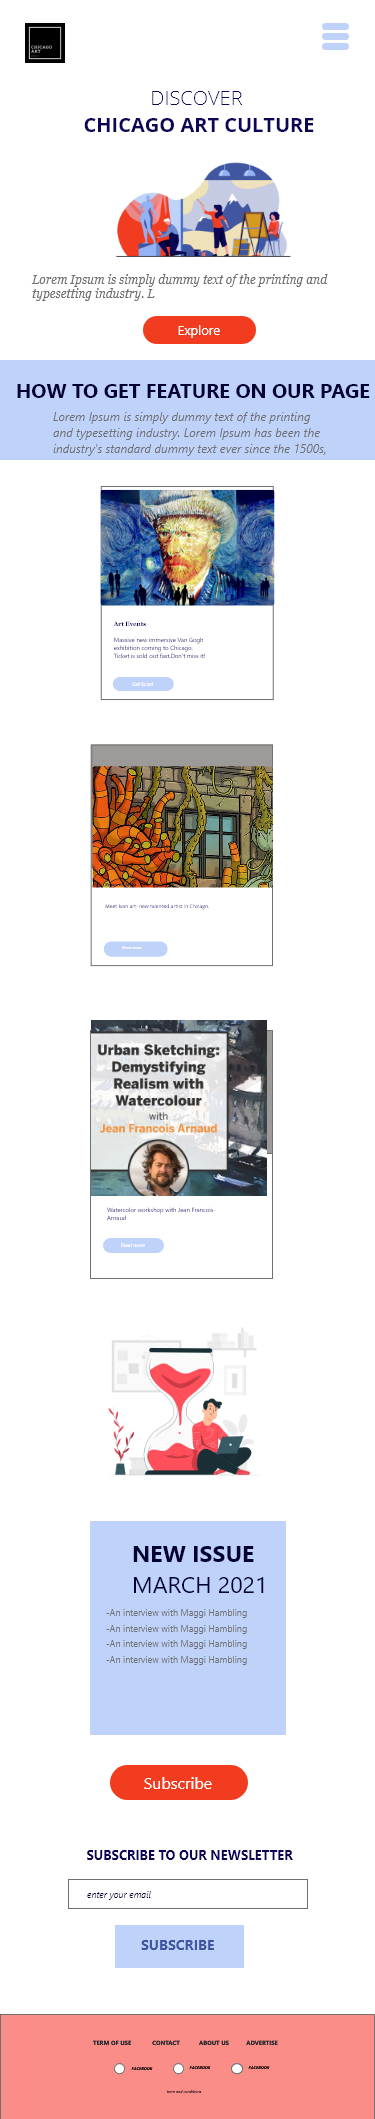 CHICAGO
ART
DISCOVER
CHICAGO ART CULTURE
Lorem Ipsum is simply dummy text of the printing and
typesetting industry. L
Explore
HOW TO GET FEATURE ON OUR PAGE
Lorem Ipsum is simply dummy text of the printing
and typesetting industry. Lorem Ipsum has been the
industry's standard dummy text ever since the 1500s,
Art Events
Massive new immersive Van Gogh
exhibition coming to Chicago.
Ticket is sold out fast.Don't miss it!
Get ticket
Meet Ivan art- new talented artist in Chicago.
Read more
Urban Sketching:
Demystifying
Realism with
Watercolour
with
Jean Francois Arnaud
Watercolor workshop with Jean Francois
Arnaud
Read more
NEW ISSUE
MARCH 2021
-An interview with Maggi Hambling
-An interview with Maggi Hambling
-An interview with Maggi Hambling
-An interview with Maggi Hambling
Subscribe
SUBSCRIBE TO OUR NEWSLETTER
enter your email
SUBSCRIBE
TERM OF USE CONTACT ABOUT US ADVERTISE
FACEBOOK FACEBOOK FACEBOOK
term and conditions